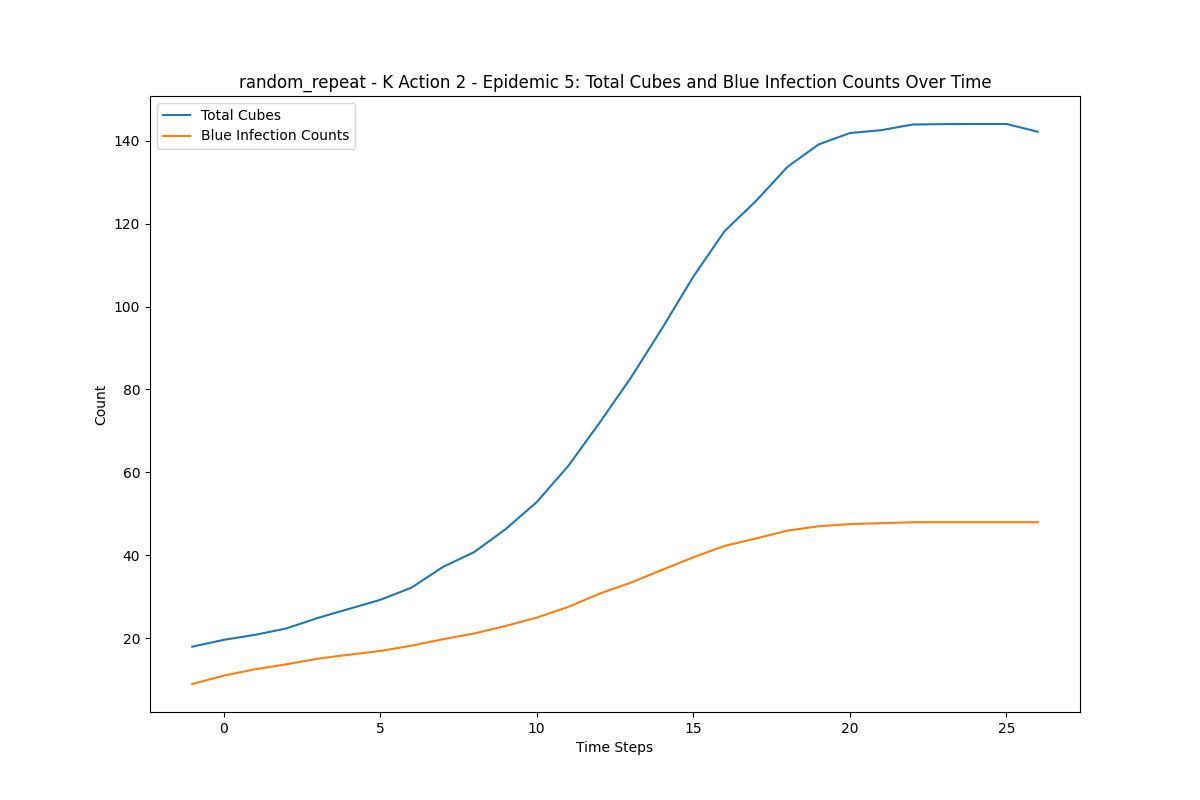 random_repeat - K Action 2 - Epidemic 5: Total Cubes and Blue Infection Counts Over Time
Total Cubes
Blue Infection Counts
140
120
100
80
60
40
20
Count
0 5 10 15 20 25
Time Steps